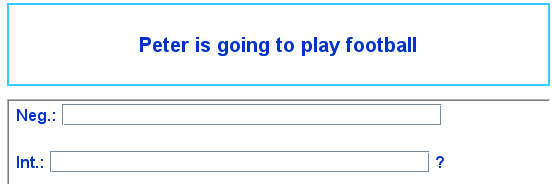 Peter is going to play football
Neg.:
Int.: ?